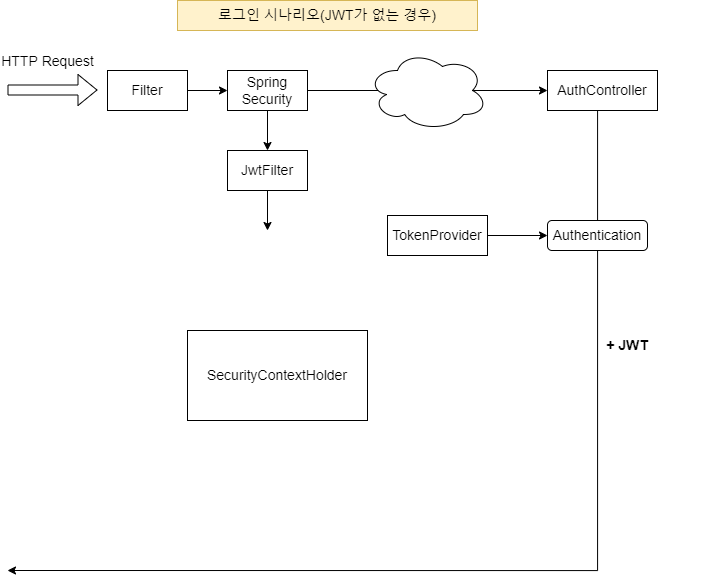 로그인 시나리오(JWT가 없는 경우)
HTTP Request
Filter
Spring
Security
AuthController
JwtFilter
TokenProvider
Authentication
+ JWT
SecurityContextHolder